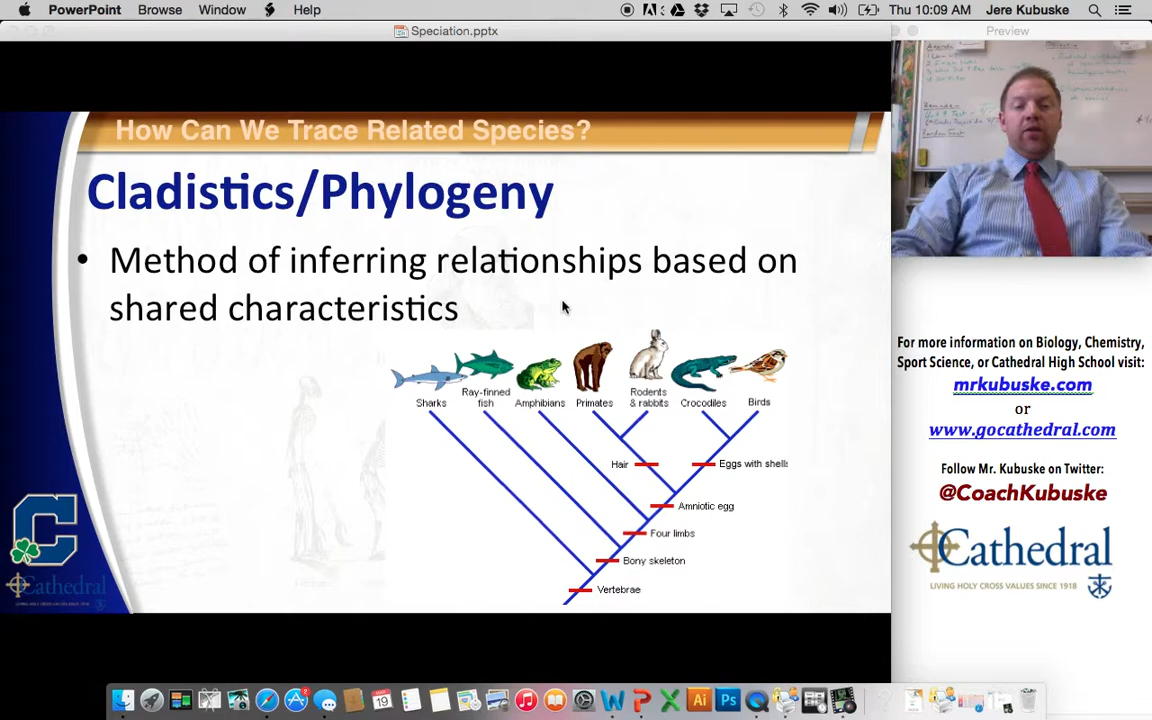 PowerPoint Browse Window Help Thu 10:09 AM Jere Kubuske
Speciation.pptx
Preview
How Can We Trace Related Species?
Cladistics/Phylogeny
• Method of inferring relationships based on
shared characteristics
Sharks
Ray-finned
fish
Amphibians
Primates
Rodents
& rabbits
Crocodiles
Birds
Hair
Eggs with shells
Amniotic egg
Four limbs
Bony skeleton
Vertebrae
C
Cathedral
For more information on Biology, Chemistry,
Sport Science, or Cathedral High School visit:
mrkubuske.com
or
www.gocathedral.com
Follow Mr. Kubuske on Twitter:
@CoachKubuske
Cathedral
LIVING HOLY CROSS VALUES SINCE 1918